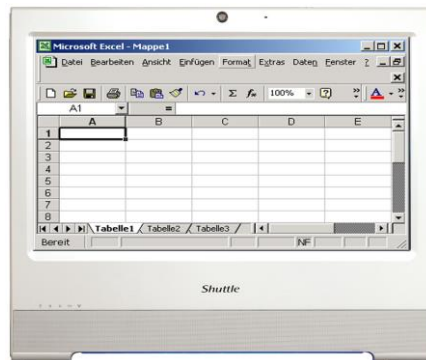 Microsoft Excel - Mappe1
Datei Bearbeiten Ansicht Einfügen Format Extras Daten Fenster ?
100%
A1 =
A B C D E
1
2
3
4
5
6
7
8
Tabelle1 Tabelle2 Tabelle3
Bereit NF
Shuttle